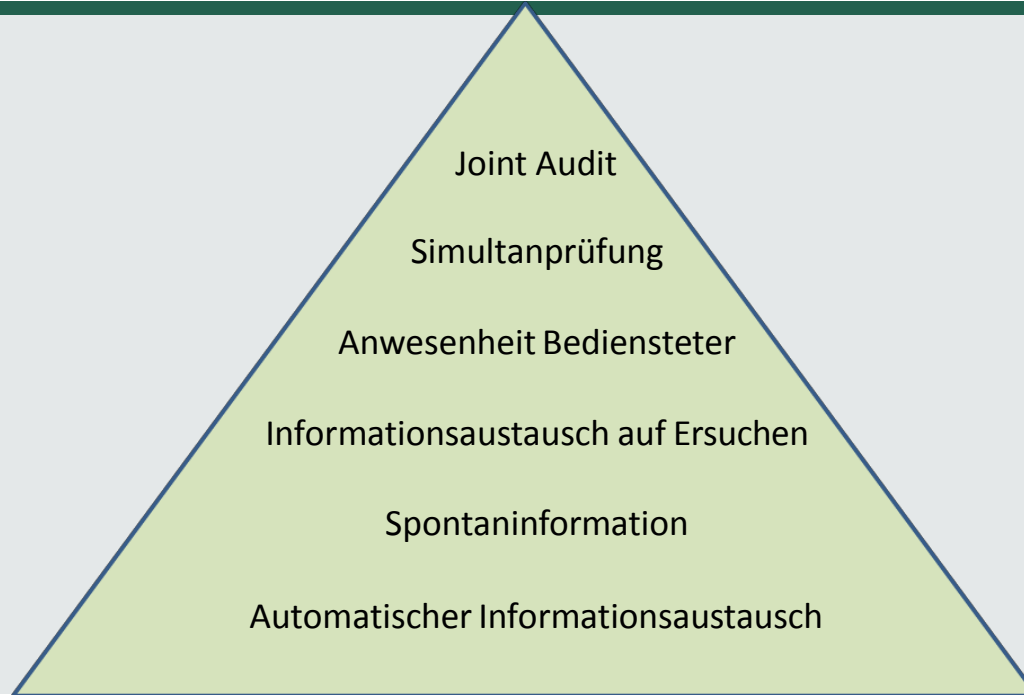 Joint Audit
Simultanprüfung
Anwesenheit Bediensteter
Informationsaustausch auf Ersuchen
Spontaninformation
Automatischer Informationsaustausch